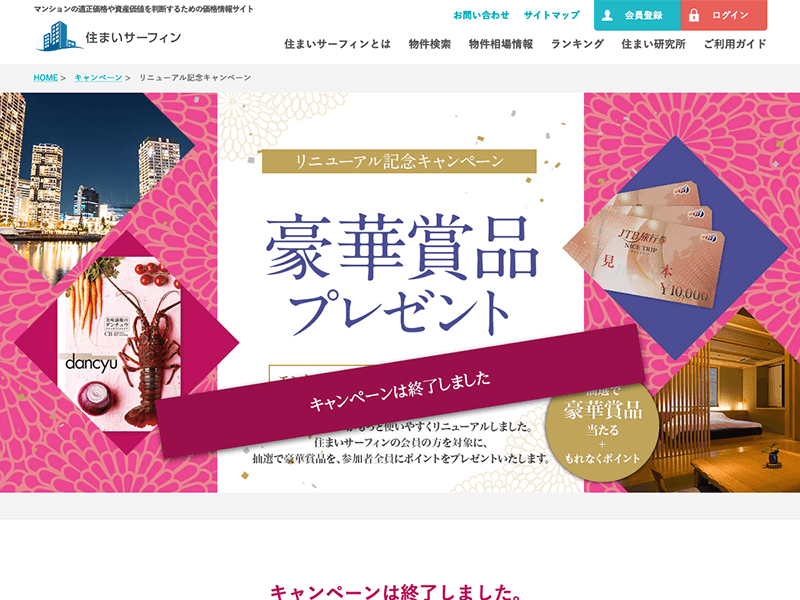 マンションの適正価格や資産価値を判断するための価格情報サイト
お問い合わせ サイトマップ 会員登録 ログイン
住まいサーフィン
住まいサーフィンとは 物件検索 物件相場情報 ランキング 住まい研究所 ご利用ガイド
HOME > キャンペーン > リニューアル記念キャンペーン
リニューアル記念キャンペーン
豪華賞品
プレゼント
JTB旅行券
NICE TRIP
見本
¥10,000
dancyu
キャンペーンは終了しました
もっと使いやすくリニューアルしました。
住まいサーフィンの会員の方を対象に、
抽選で豪華賞品を、参加者全員にポイントをプレゼントいたします。
抽選で
豪華賞品
当たる
+
もれなくポイント
キャンペーンは終了しました。